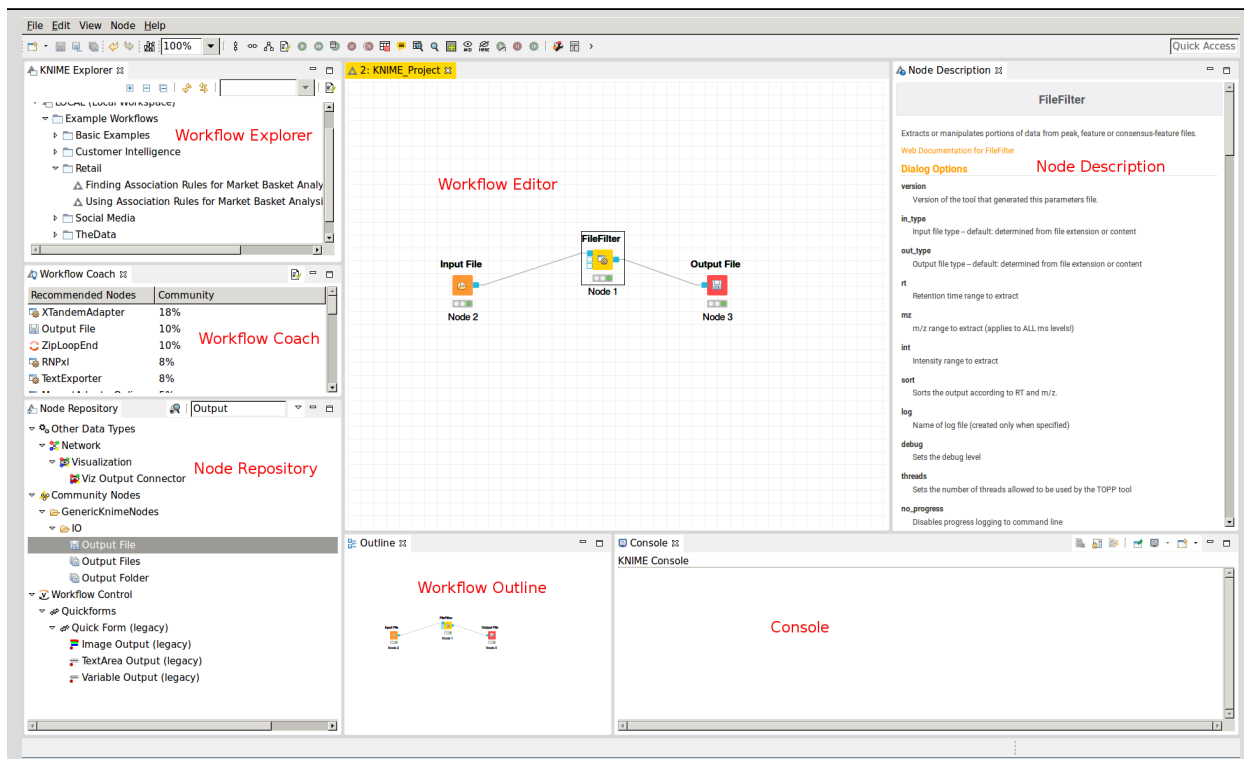 File Edit View Node Help
100%
Quick Access
KNIME Explorer
LOCAL (Local Workspace)
Example Workflows
Basic Examples
Workflow Explorer
Customer Intelligence
Retail
Finding Association Rules for Market Basket Analy
Using Association Rules for Market Basket Analysi
Social Media
TheData
Workflow Coach
Recommended Nodes Community
XTandemAdapter 18%
Output File 10%
Workflow Coach
ZipLoopEnd 10%
RNPxl 8%
TextExporter 8%
Node Repository Output
Other Data Types
Network
Visualization
Node Repository
Viz Output Connector
Community Nodes
GenericKnimeNodes
IO
Output File
Output Files
Output Folder
Workflow Control
Quickforms
Quick Form (legacy)
Image Output (legacy)
TextArea Output (legacy)
Variable Output (legacy)
2: KNIME_Project
Workflow Editor
FileFilter
Input File
Output File
Node 1
Node 2
Node 3
Outline
Workflow Outline
FileFilter
Input File
Output File
Node 1
Node 2
Node 3
Console
KNIME Console
Console
Node Description
FileFilter
Extracts or manipulates portions of data from peak, feature or consensus-feature files.
Web Documentation for FileFilter
Node Description
Dialog Options
version
Version of the tool that generated this parameters file.
in_type
Input file type – default: determined from file extension or content
out_type
Output file type – default: determined from file extension or content
rt
Retention time range to extract
mz
m/z range to extract (applies to ALL ms levels!)
int
Intensity range to extract
sort
Sorts the output according to RT and m/z.
log
Name of log file (created only when specified)
debug
Sets the debug level
threads
Sets the number of threads allowed to be used by the TOPP tool
no_progress
Disables progress logging to command line